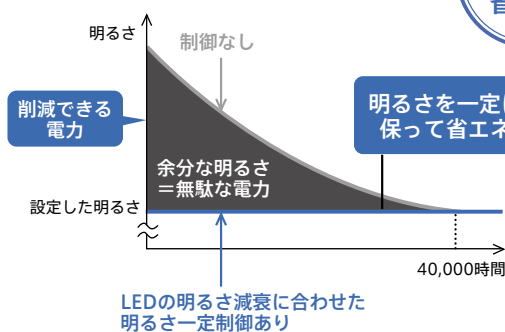 明るさ
制御なし
削減できる
電力
明るさを一定
保って省エネ
余分な明るさ
＝無駄な電力
設定した明るさ
40,000時間
LEDの明るさ減衰に合わせた
明るさ一定制御あり